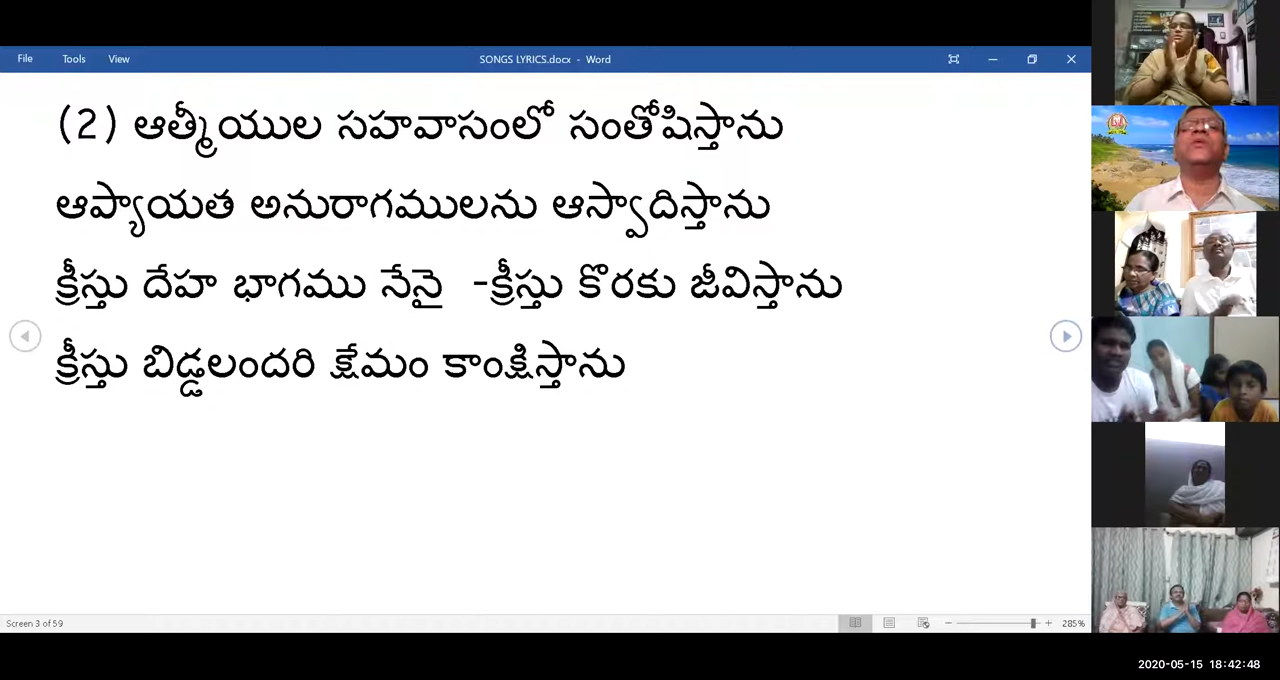 File Tools View SONGS LYRICS.docx - Word
(2) ఆత్మీయుల సహవాసంలో సంతోషిస్తాను
ఆప్యాయత అనురాగములను ఆస్వాదిస్తాను
క్రీస్తు దేహ భాగము నేనై -క్రీస్తు కొరకు జీవిస్తాను
క్రీస్తు బిడ్డలందరి క్షేమం కాంక్షిస్తాను
Screen 3 of 59 285%
2020-05-15 18:42:48